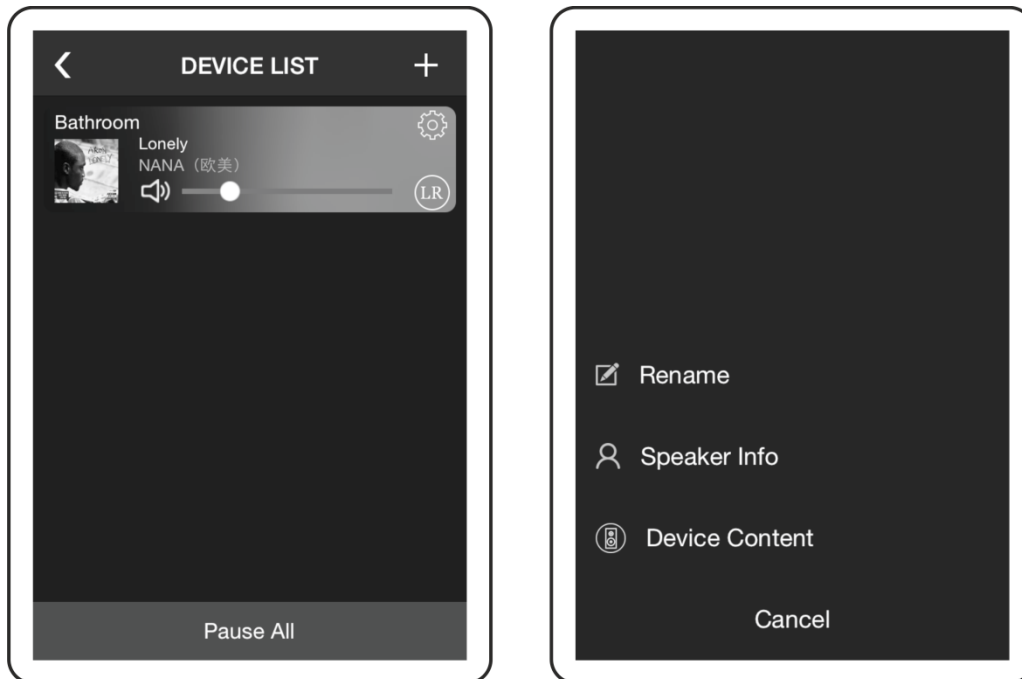 DEVICE LIST
Bathroom
Lonely
NANA（欧美）
LR
Pause All
Rename
Speaker Info
Device Content
Cancel